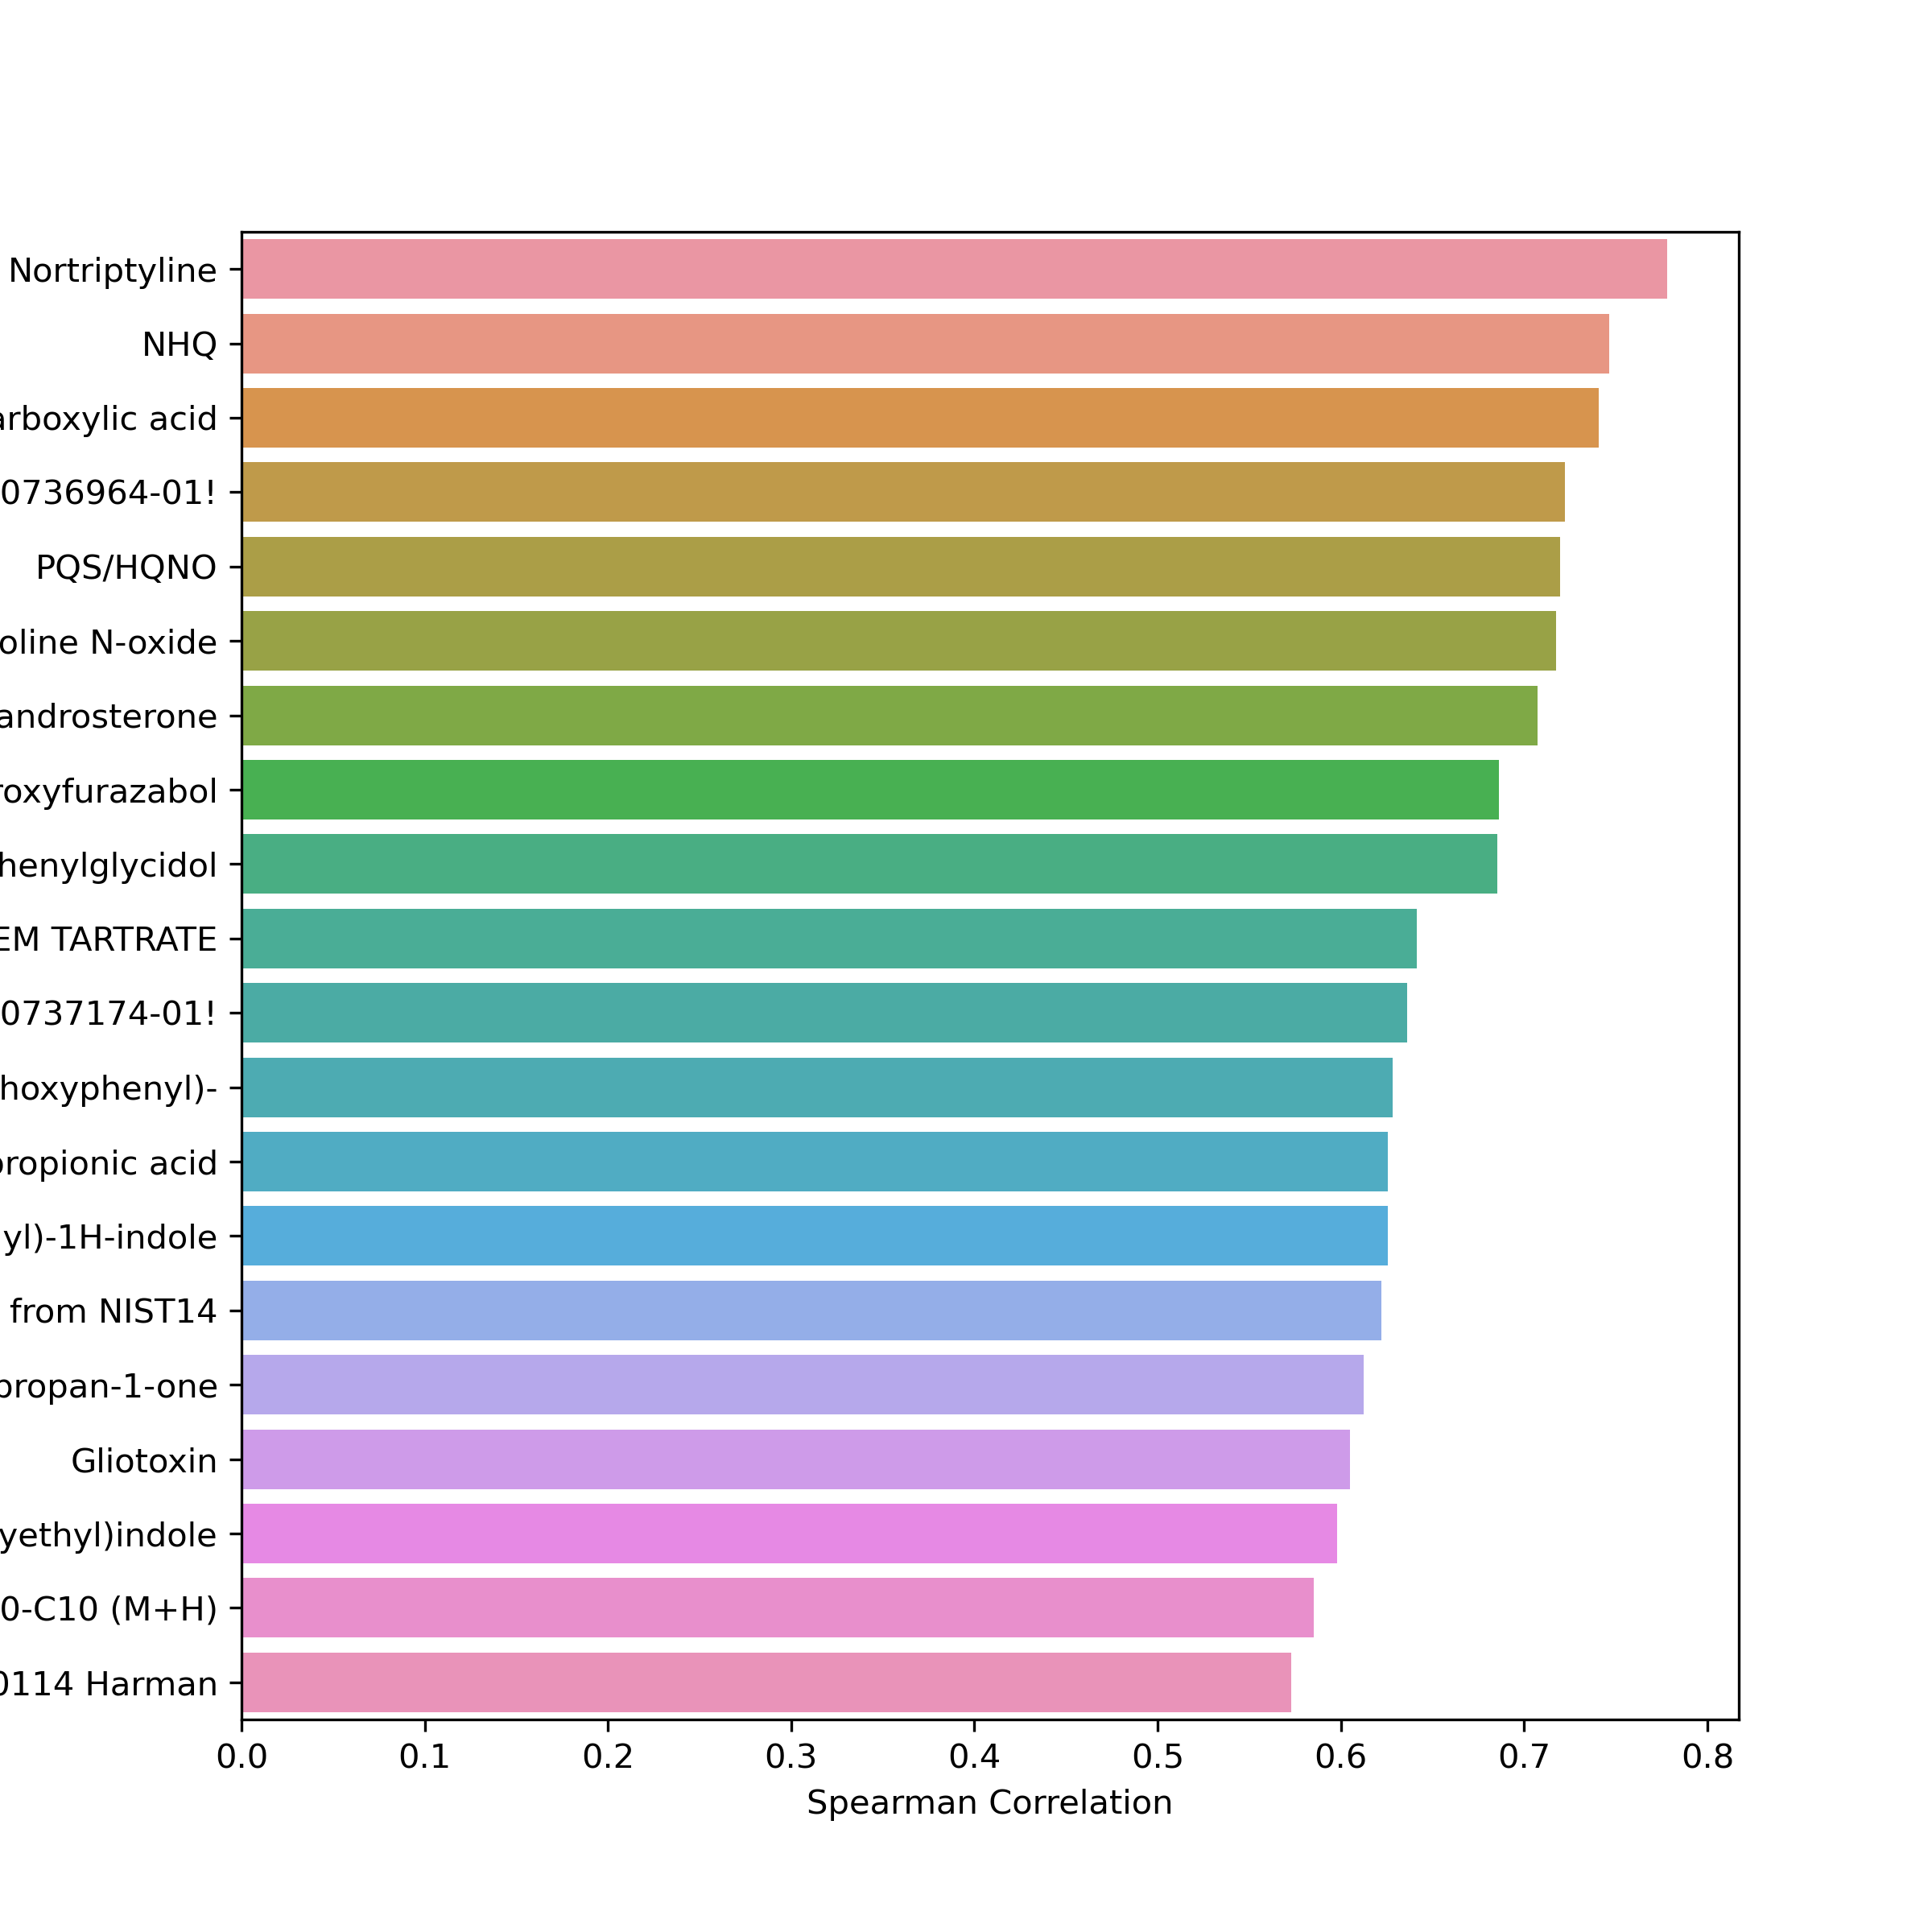 Nortriptyline
NHQ
arboxylic acid
0736964-01!
PQS/HQNO
oline N-oxide
androsterone
roxyfurazabol
henylglycidol
EM TARTRATE
0737174-01!
hoxyphenyl)-
propionic acid
yl)-1H-indole
from NIST14
propan-1-one
Gliotoxin
yethyl)indole
0-C10 (M+H)
0114 Harman
0.0 0.1 0.2 0.3 0.4 0.5 0.6 0.7 0.8
Spearman Correlation